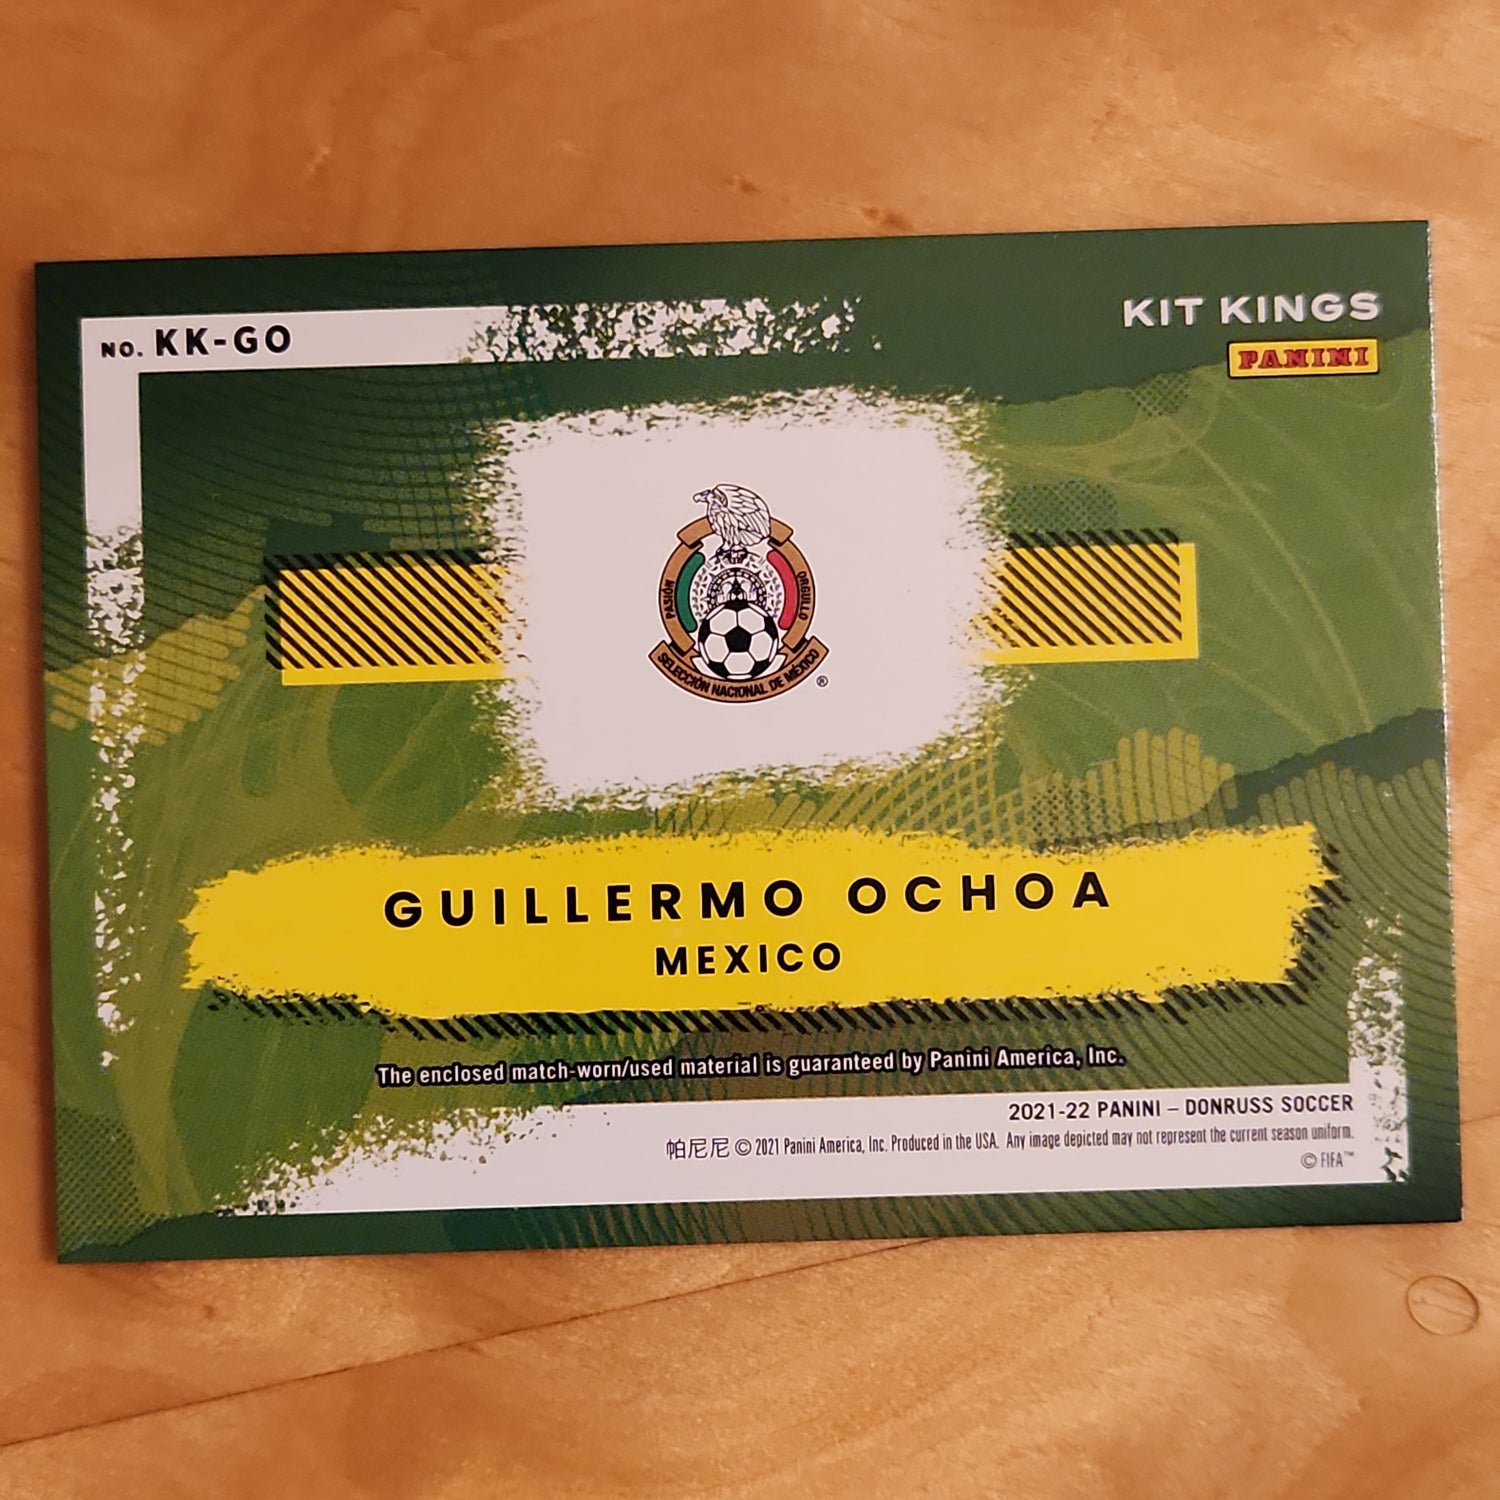 NO. KK-GO
KIT KINGS
PANINI
PASIÓN
ORGULLO
SELECCIÓN NACIONAL DE MÉXICO
®
GUILLERMO OCHOA
MEXICO
The enclosed match-worn/used material is guaranteed by Panini America, Inc.
2021-22 PANINI – DONRUSS SOCCER
帕尼尼 © 2021 Panini America, Inc. Produced in the USA. Any image depicted may not represent the current season uniform.
© FIFA™